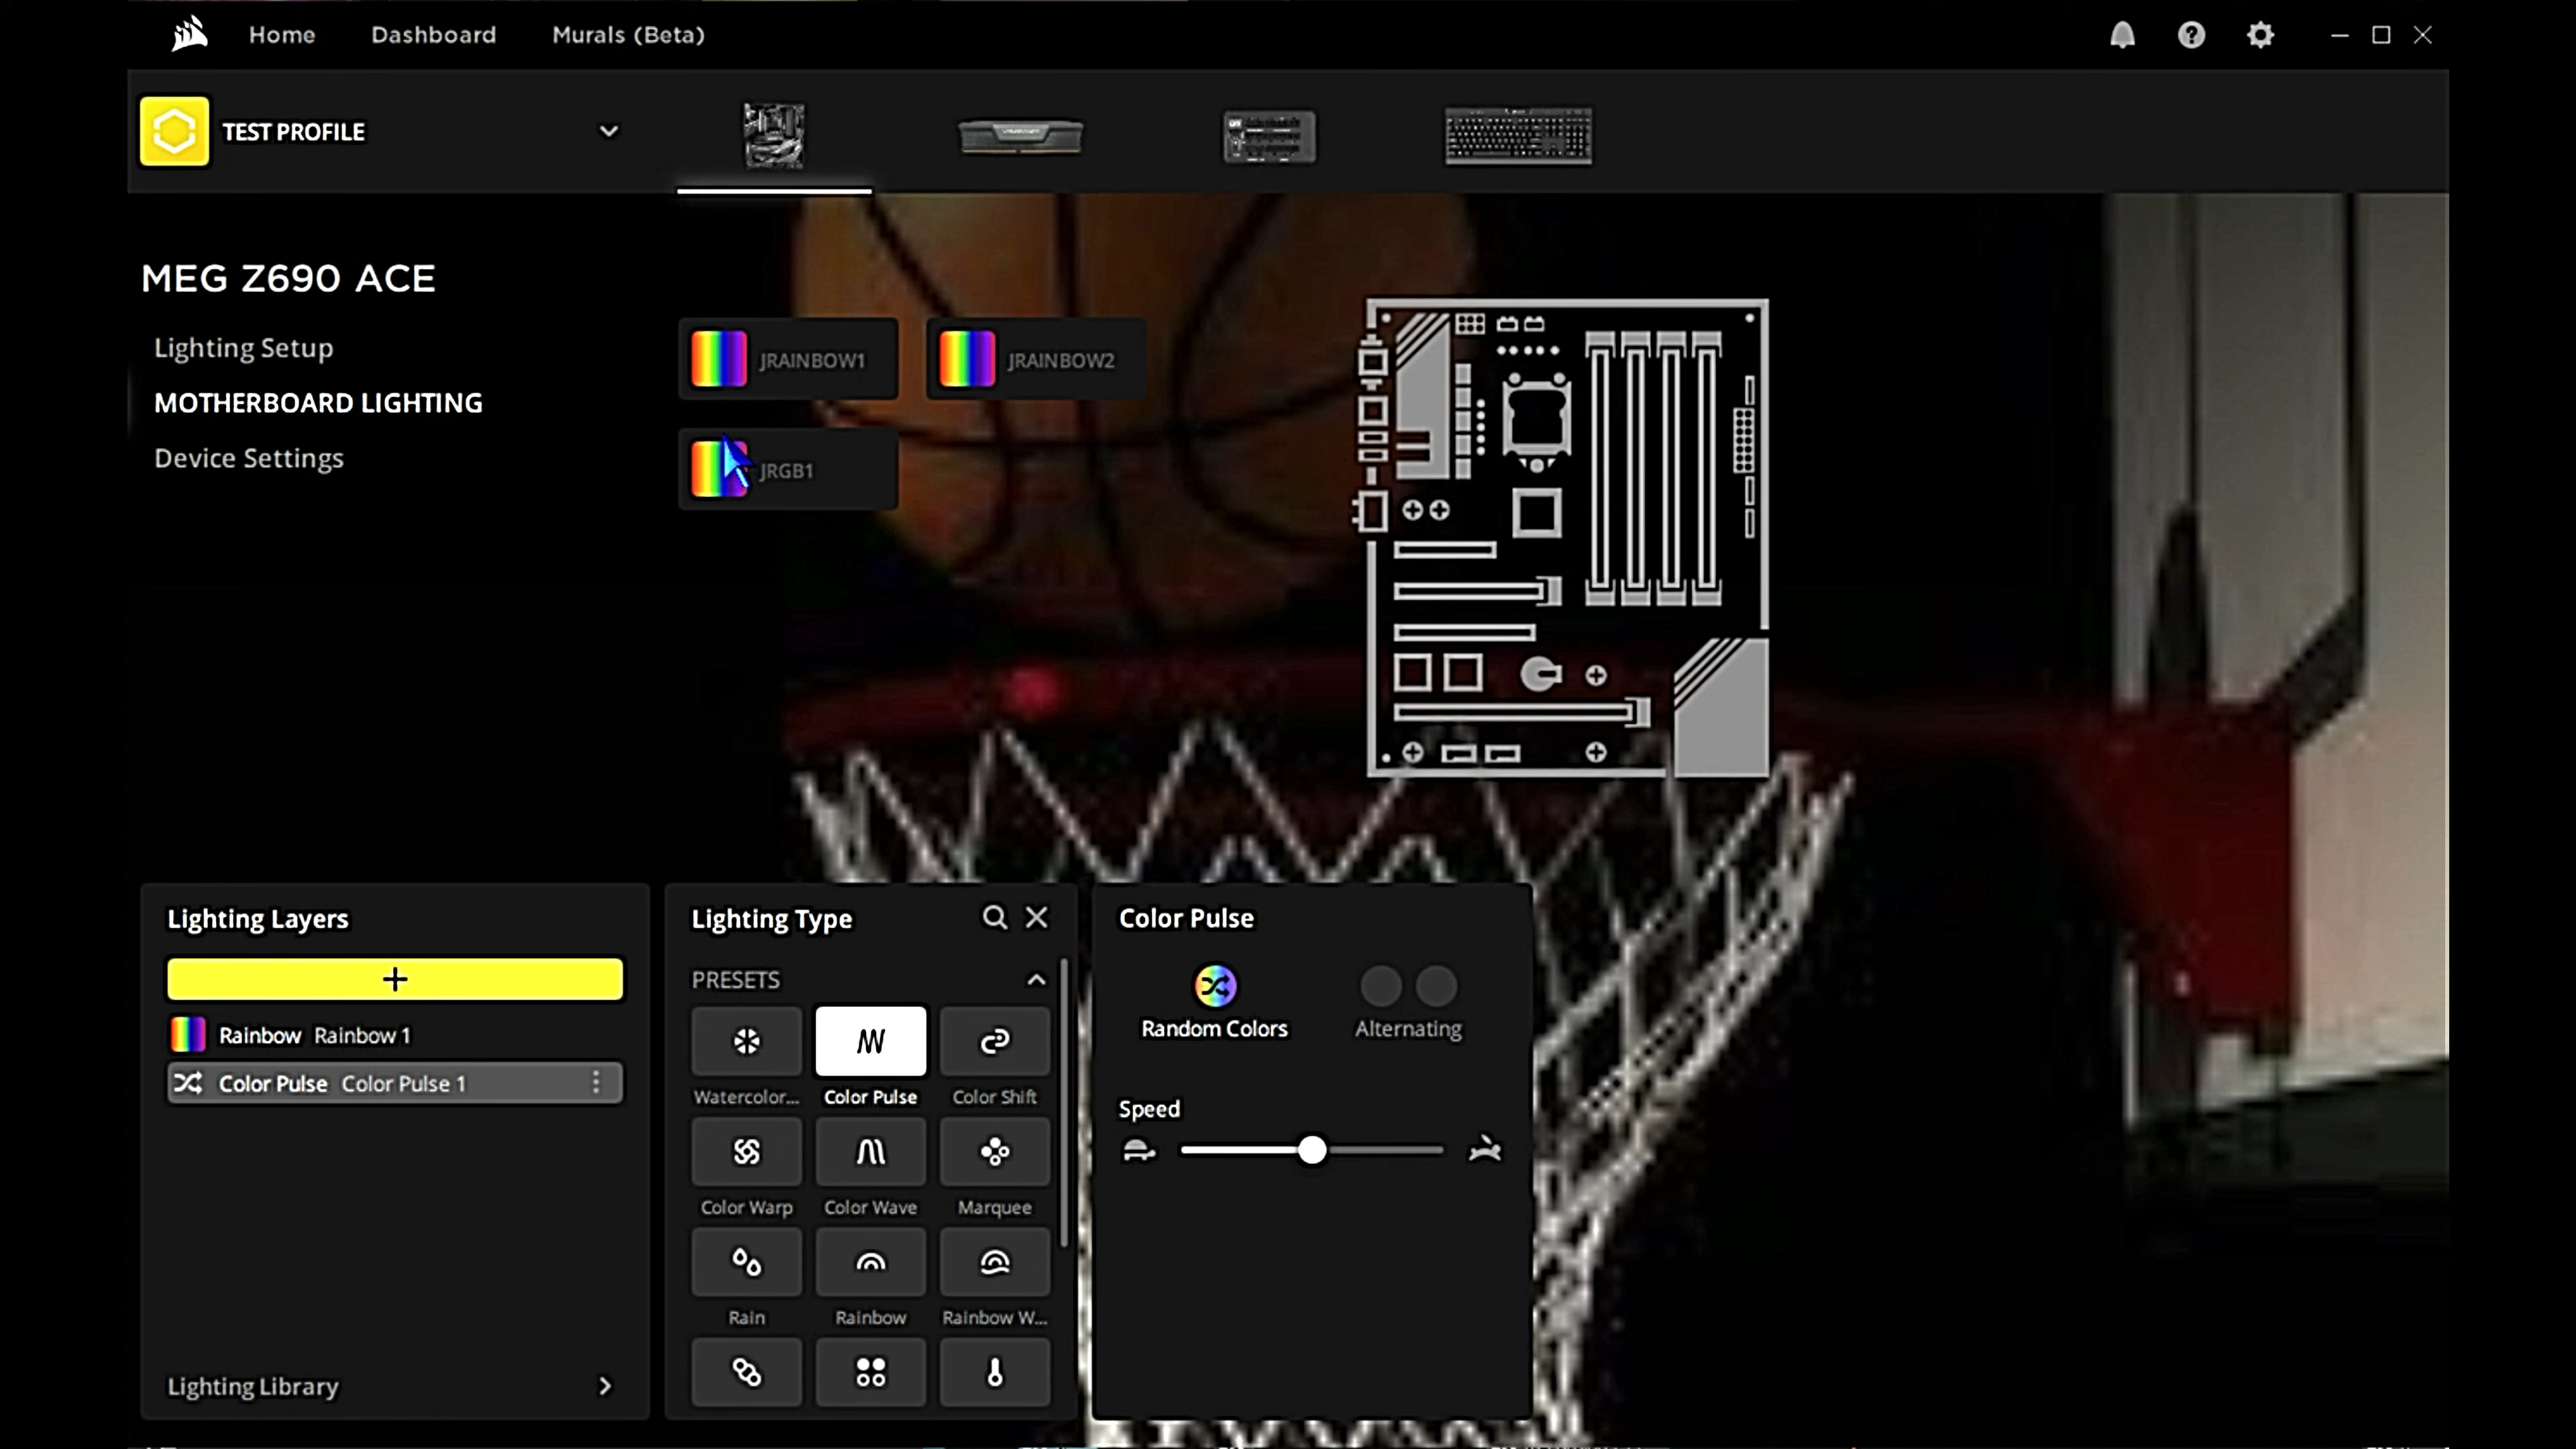 Home Dashboard Murals (Beta)
TEST PROFILE
MEG Z690 ACE
Lighting Setup
MOTHERBOARD LIGHTING
Device Settings
JRAINBOW1 JRAINBOW2
JRGB1
Lighting Layers
+
Rainbow Rainbow 1
Color Pulse Color Pulse 1
Lighting Library
Lighting Type
PRESETS
Watercolor... Color Pulse Color Shift
Color Warp Color Wave Marquee
Rain Rainbow Rainbow W...
Color Pulse
Random Colors Alternating
Speed